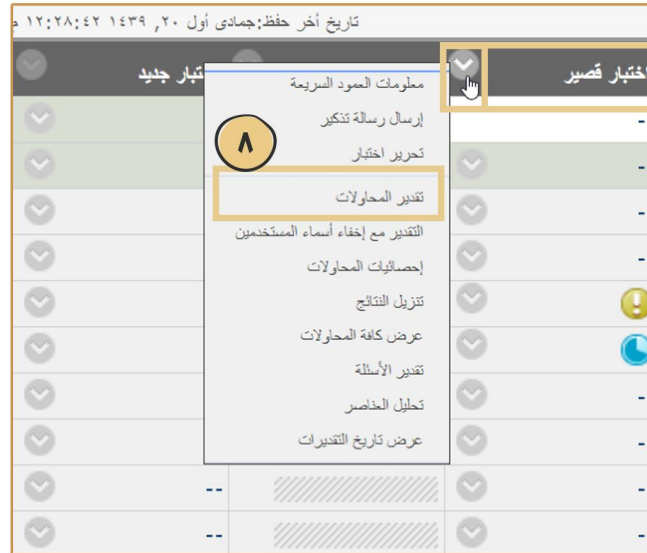 تاريخ أخر حفظ:جمادى أول ٢٠, ١٤٣٩ ١٢:٢٨:٤٢
اختبار قصير
تبار جديد
معلومات العمود السريعة
إرسال رسالة تذكير
تحرير اختبار
٨
تقدير المحاولات
التقدير مع إخفاء أسماء المستخدمين
إحصائيات المحاولات
تنزيل النتائج
عرض كافة المحاولات
تقدير الأسئلة
تحليل العناصر
عرض تاريخ التقديرات
--
--